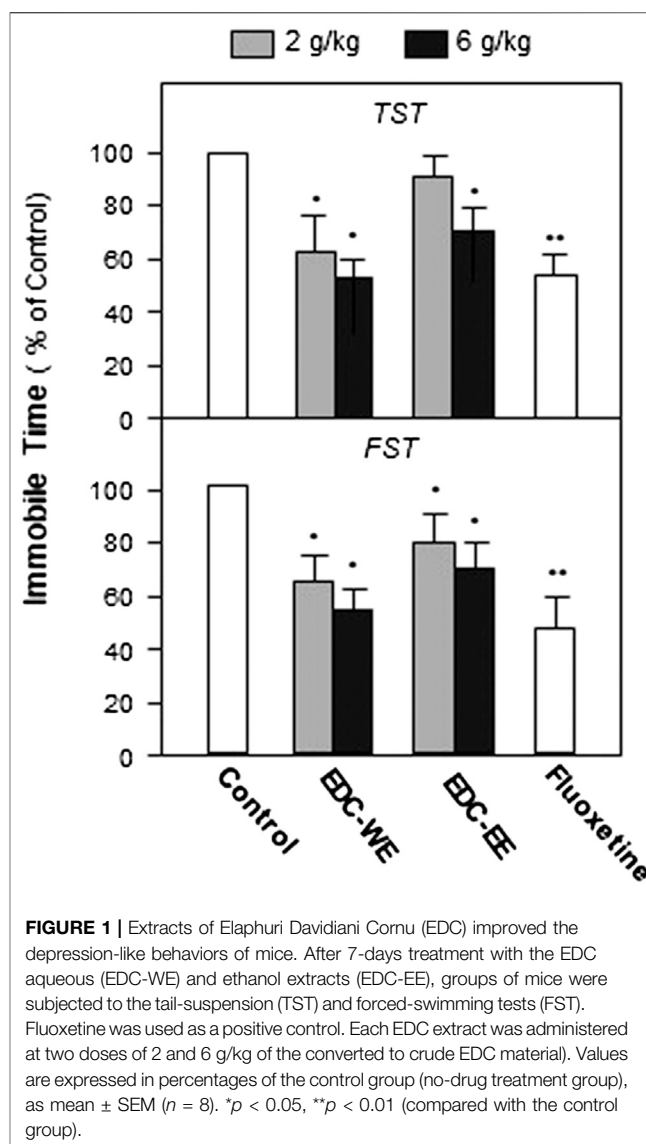 2 g/kg 6 g/kg
TST
100
80
60
40
20
0
Immobile Time ( % of Control)
• • • ••
FST
100
80
60
40
20
0
• • • • ••
Control EDC-WE EDC-EE Fluoxetine
FIGURE 1 | Extracts of Elaphuri Davidiani Cornu (EDC) improved the
depression-like behaviors of mice. After 7-days treatment with the EDC
aqueous (EDC-WE) and ethanol extracts (EDC-EE), groups of mice were
subjected to the tail-suspension (TST) and forced-swimming tests (FST).
Fluoxetine was used as a positive control. Each EDC extract was administered
at two doses of 2 and 6 g/kg of the converted to crude EDC material). Values
are expressed in percentages of the control group (no-drug treatment group),
as mean ± SEM (n = 8). *p < 0.05, **p < 0.01 (compared with the control
group).